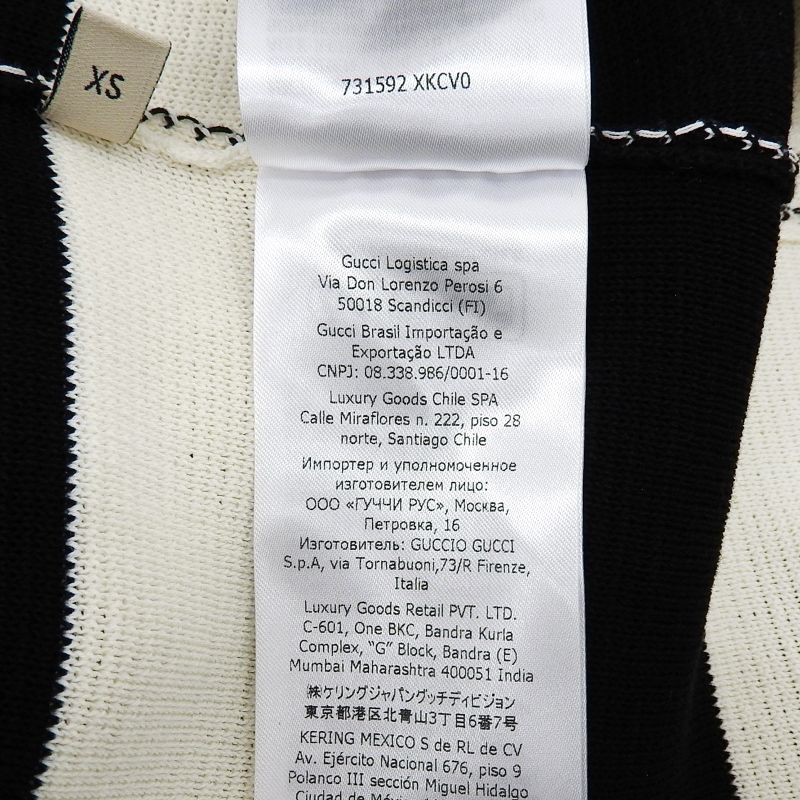 XS
731592 XKCV0
Gucci Logistica spa
Via Don Lorenzo Perosi 6
50018 Scandicci (FI)
Gucci Brasil Importação e
Exportação LTDA
CNPJ: 08.338.986/0001-16
Luxury Goods Chile SPA
Calle Miraflores n. 222, piso 28
norte, Santiago Chile
Импортер и уполномоченное
изготовителем лицо:
ООО «ГУЧЧИ РУС», Москва,
Петровка, 16
Изготовитель: GUCCIO GUCCI
S.p.A, via Tornabuoni,73/R Firenze,
Italia
Luxury Goods Retail PVT. LTD.
C-601, One BKC, Bandra Kurla
Complex, "G" Block, Bandra (E)
Mumbai Maharashtra 400051 India
㈱ケリングジャパングッチディビジョン
東京都港区北青山3丁目6番7号
KERING MEXICO S de RL de CV
Av. Ejército Nacional 676, piso 9
Polanco III sección Miguel Hidalgo
Ciudad de México